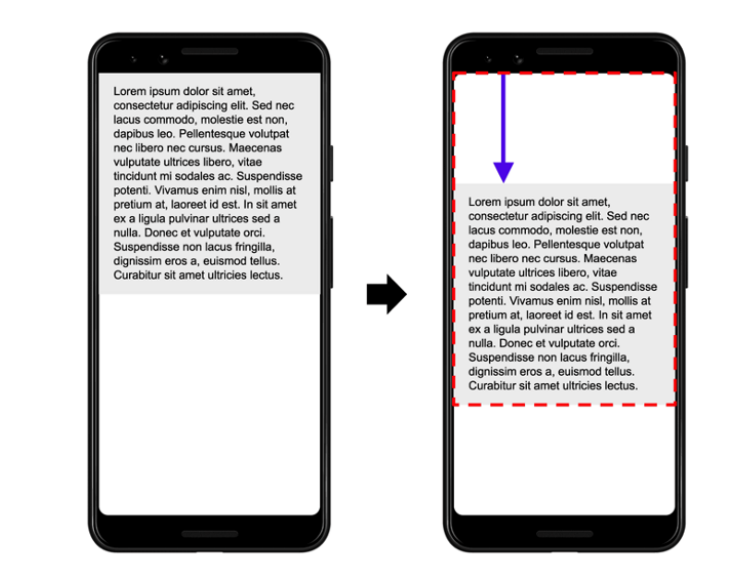 Lorem ipsum dolor sit amet,
consectetur adipiscing elit. Sed nec
lacus commodo, molestie est non,
dapibus leo. Pellentesque volutpat
nec libero nec cursus. Maecenas
vulputate ultrices libero, vitae
tincidunt mi sodales ac. Suspendisse
potenti. Vivamus enim nisl, mollis at
pretium at, laoreet id est. In sit amet
ex a ligula pulvinar ultrices sed a
nulla. Donec et vulputate orci.
Suspendisse non lacus fringilla,
dignissim eros a, euismod tellus.
Curabitur sit amet ultricies lectus.
Lorem ipsum dolor sit amet,
consectetur adipiscing elit. Sed nec
lacus commodo, molestie est non,
dapibus leo. Pellentesque volutpat
nec libero nec cursus. Maecenas
vulputate ultrices libero, vitae
tincidunt mi sodales ac. Suspendisse
potenti. Vivamus enim nisl, mollis at
pretium at, laoreet id est. In sit amet
ex a ligula pulvinar ultrices sed a
nulla. Donec et vulputate orci.
Suspendisse non lacus fringilla,
dignissim eros a, euismod tellus.
Curabitur sit amet ultricies lectus.